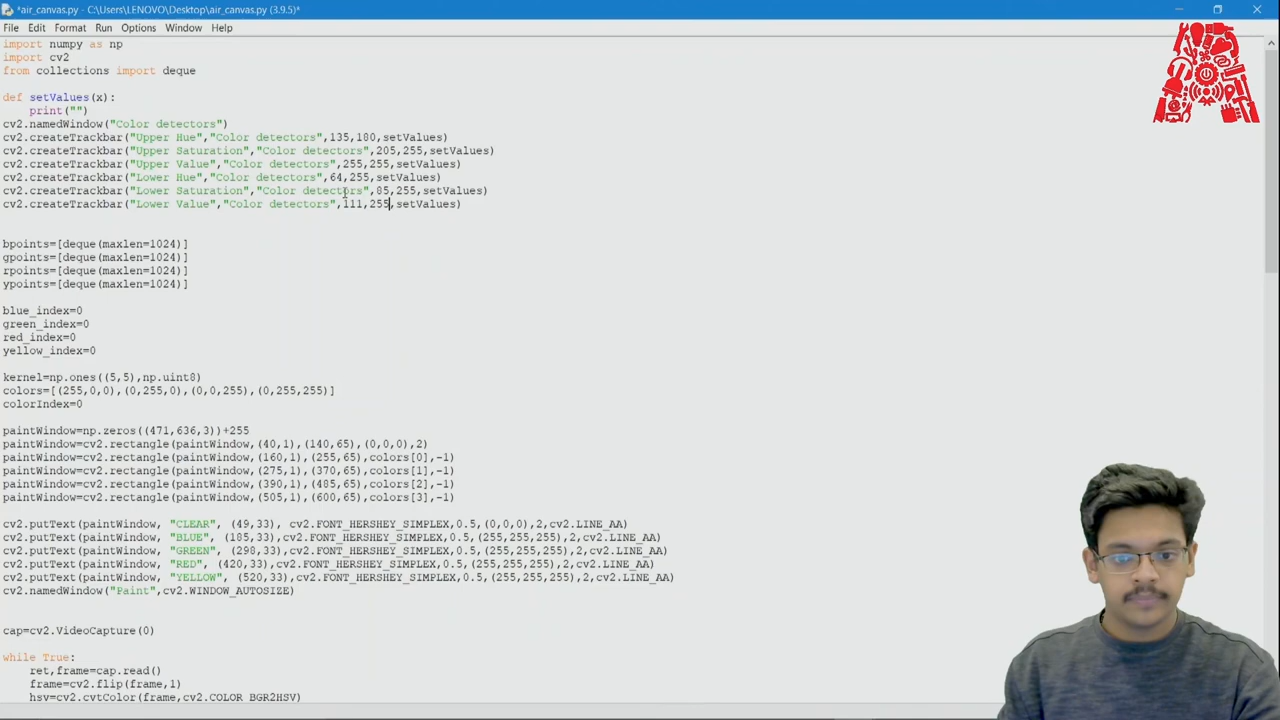 *air_canvas.py - C:\Users\LENOVO\Desktop\air_canvas.py (3.9.5)*
File Edit Format Run Options Window Help
import numpy as np
import cv2
from collections import deque
def setValues(x):
    print("")
cv2.namedWindow("Color detectors")
cv2.createTrackbar("Upper Hue","Color detectors",135,180,setValues)
cv2.createTrackbar("Upper Saturation","Color detectors",205,255,setValues)
cv2.createTrackbar("Upper Value","Color detectors",255,255,setValues)
cv2.createTrackbar("Lower Hue","Color detectors",64,255,setValues)
cv2.createTrackbar("Lower Saturation","Color detectors",85,255,setValues)
cv2.createTrackbar("Lower Value","Color detectors",111,255,setValues)
bpoints=[deque(maxlen=1024)]
gpoints=[deque(maxlen=1024)]
rpoints=[deque(maxlen=1024)]
ypoints=[deque(maxlen=1024)]
blue_index=0
green_index=0
red_index=0
yellow_index=0
kernel=np.ones((5,5),np.uint8)
colors=[(255,0,0),(0,255,0),(0,0,255),(0,255,255)]
colorIndex=0
paintWindow=np.zeros((471,636,3))+255
paintWindow=cv2.rectangle(paintWindow,(40,1),(140,65),(0,0,0),2)
paintWindow=cv2.rectangle(paintWindow,(160,1),(255,65),colors[0],-1)
paintWindow=cv2.rectangle(paintWindow,(275,1),(370,65),colors[1],-1)
paintWindow=cv2.rectangle(paintWindow,(390,1),(485,65),colors[2],-1)
paintWindow=cv2.rectangle(paintWindow,(505,1),(600,65),colors[3],-1)
cv2.putText(paintWindow, "CLEAR", (49,33), cv2.FONT_HERSHEY_SIMPLEX,0.5,(0,0,0),2,cv2.LINE_AA)
cv2.putText(paintWindow, "BLUE", (185,33),cv2.FONT_HERSHEY_SIMPLEX,0.5,(255,255,255),2,cv2.LINE_AA)
cv2.putText(paintWindow, "GREEN", (298,33),cv2.FONT_HERSHEY_SIMPLEX,0.5,(255,255,255),2,cv2.LINE_AA)
cv2.putText(paintWindow, "RED", (420,33),cv2.FONT_HERSHEY_SIMPLEX,0.5,(255,255,255),2,cv2.LINE_AA)
cv2.putText(paintWindow, "YELLOW", (520,33),cv2.FONT_HERSHEY_SIMPLEX,0.5,(255,255,255),2,cv2.LINE_AA)
cv2.namedWindow("Paint",cv2.WINDOW_AUTOSIZE)
cap=cv2.VideoCapture(0)
while True:
    ret,frame=cap.read()
    frame=cv2.flip(frame,1)
    hsv=cv2.cvtColor(frame,cv2.COLOR_BGR2HSV)